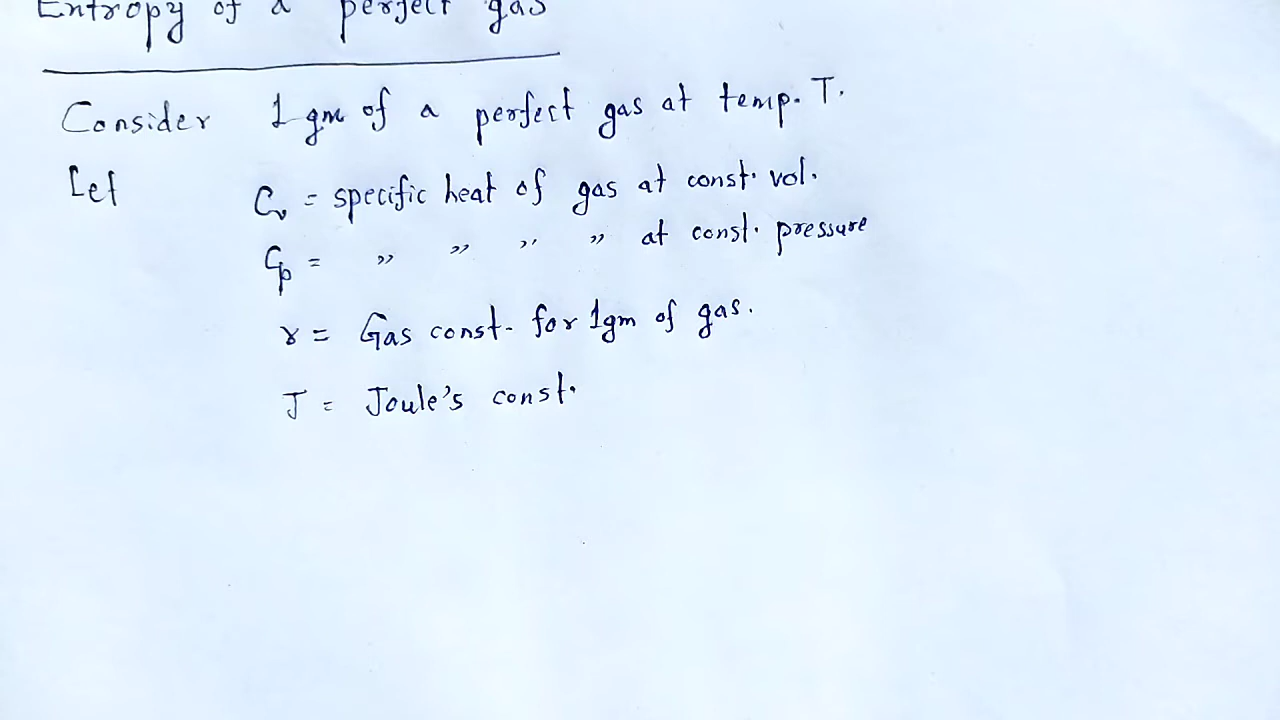 Entropy of a perfect gas
Consider 1 gm of a perfect gas at temp. T.
Let Cv = specific heat of gas at const. vol.
Cp = ,, ,, ,, ,, at const. pressure
r = Gas const. for 1gm of gas.
J = Joule's const.